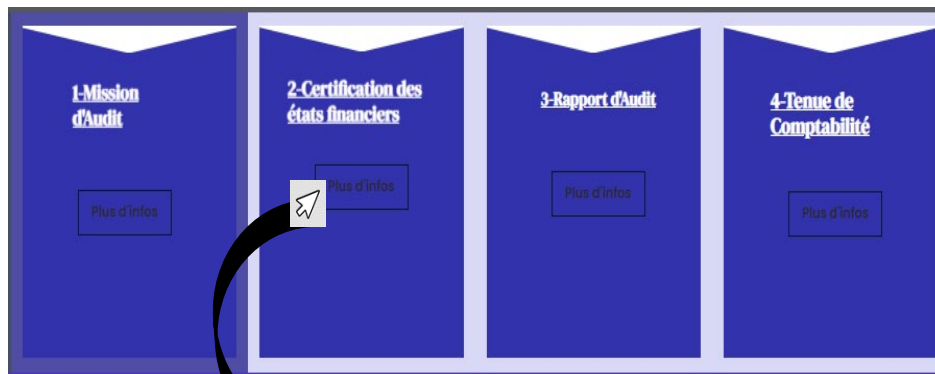 1-Mission
d'Audit
Plus d'infos
2-Certification des
états financiers
Plus d'infos
3-Rapport d'Audit
Plus d'infos
4-Tenue de
Comptabilité
Plus d'infos